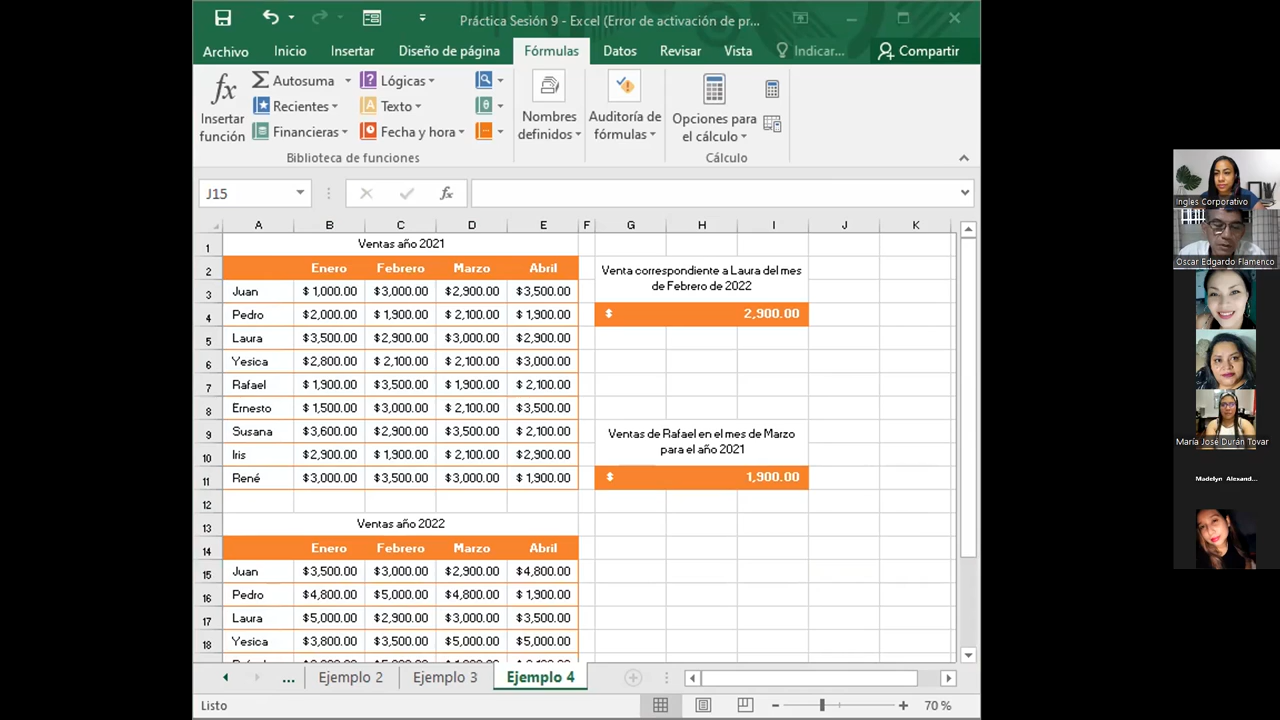 Práctica Sesión 9 - Excel (Error de activación de pr...
Archivo Inicio Insertar Diseño de página Fórmulas Datos Revisar Vista Indicar... Compartir
fx
Insertar función
Autosuma
Recientes
Financieras
Lógicas
Texto
Fecha y hora
Nombres definidos
Auditoría de fórmulas
Opciones para el cálculo
Biblioteca de funciones
Cálculo
J15
fx
A B C D E F G H I J K
1 Ventas año 2021
2 Enero Febrero Marzo Abril
3 Juan $ 1,000.00 $3,000.00 $2,900.00 $3,500.00
4 Pedro $2,000.00 $ 1,900.00 $ 2,100.00 $ 1,900.00
5 Laura $3,500.00 $2,900.00 $3,000.00 $2,900.00
6 Yesica $2,800.00 $ 2,100.00 $ 2,100.00 $3,000.00
7 Rafael $ 1,900.00 $3,500.00 $ 1,900.00 $ 2,100.00
8 Ernesto $ 1,500.00 $3,000.00 $ 2,100.00 $3,500.00
9 Susana $3,600.00 $2,900.00 $3,500.00 $ 2,100.00
10 Iris $2,900.00 $ 1,900.00 $ 2,100.00 $2,900.00
11 René $3,000.00 $3,500.00 $3,000.00 $ 1,900.00
12
13 Ventas año 2022
14 Enero Febrero Marzo Abril
15 Juan $3,500.00 $3,000.00 $2,900.00 $4,800.00
16 Pedro $4,800.00 $5,000.00 $4,800.00 $ 1,900.00
17 Laura $5,000.00 $2,900.00 $3,000.00 $3,500.00
18 Yesica $3,800.00 $3,500.00 $5,000.00 $5,000.00
Venta correspondiente a Laura del mes
de Febrero de 2022
$ 2,900.00
Ventas de Rafael en el mes de Marzo
para el año 2021
$ 1,900.00
... Ejemplo 2 Ejemplo 3 Ejemplo 4
Listo
70 %
Ingles Corporativo
Oscar Edgardo Flamenco
María José Durán Tovar
Madelyn Alexand...